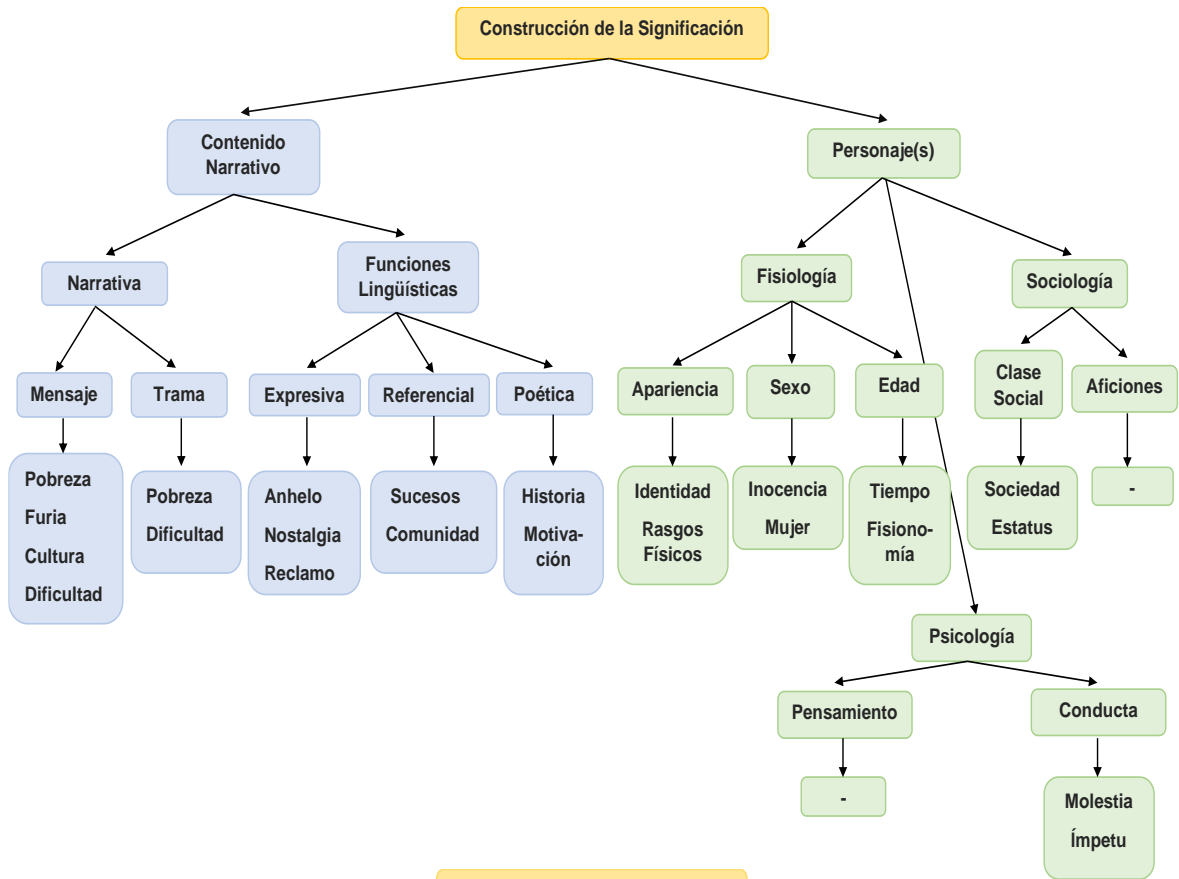 Construcción de la Significación
Contenido
Narrativo
Personaje(s)
Narrativa
Funciones
Lingüísticas
Fisiología
Sociología
Mensaje
Trama
Expresiva
Referencial
Poética
Apariencia
Sexo
Edad
Clase
Social
Aficiones
Pobreza
Furia
Cultura
Dificultad
Pobreza
Dificultad
Anhelo
Nostalgia
Reclamo
Sucesos
Comunidad
Historia
Motiva-
ción
Identidad
Rasgos
Físicos
Inocencia
Mujer
Tiempo
Fisiono-
mía
Sociedad
Estatus
-
Psicología
Pensamiento
Conducta
-
Molestia
Ímpetu